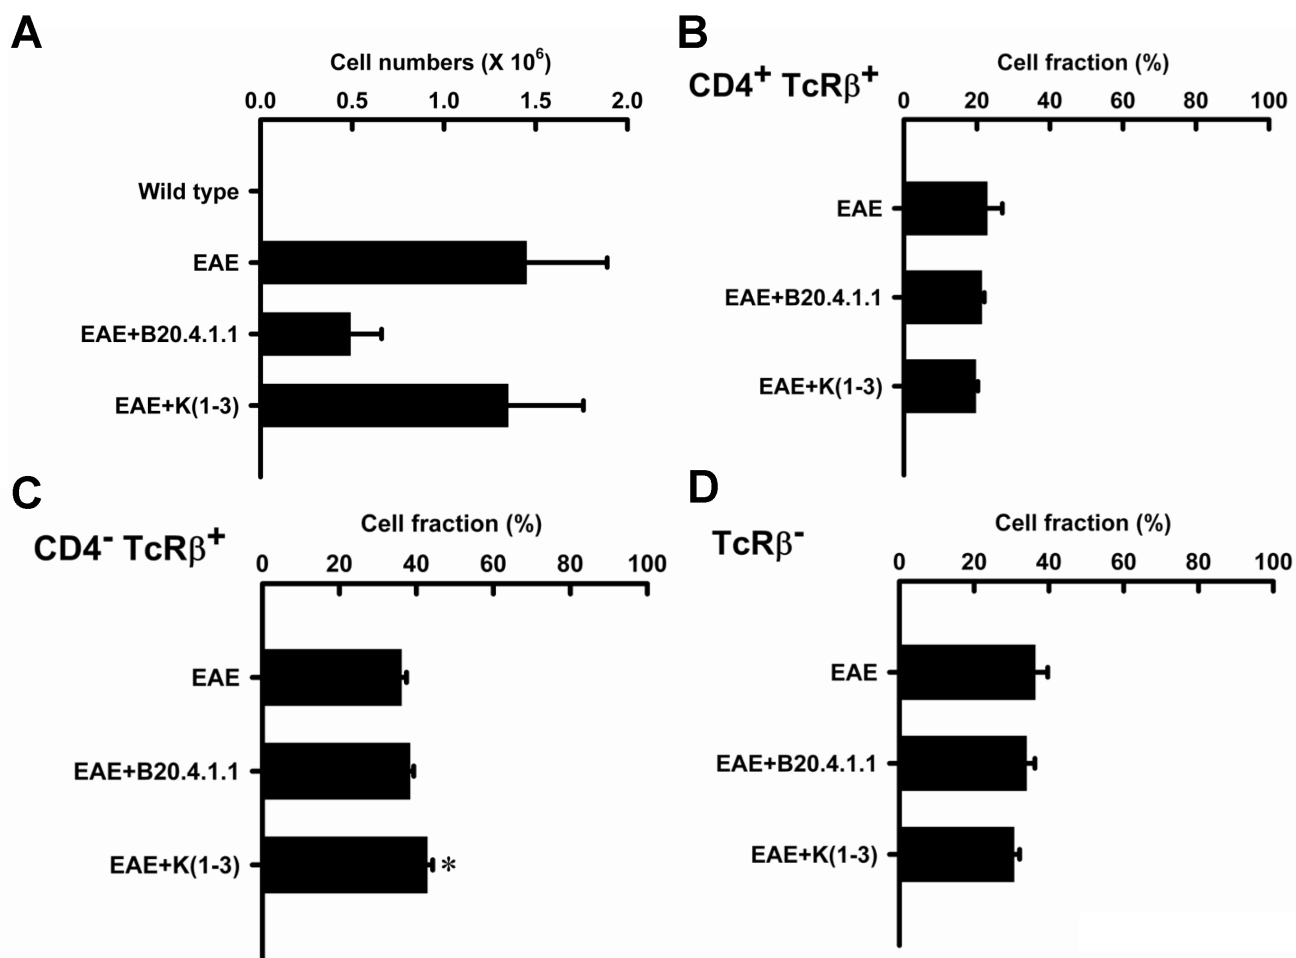 A
Cell numbers (X 10⁶)
0.0 0.5 1.0 1.5 2.0
Wild type
EAE
EAE+B20.4.1.1
EAE+K(1-3)
B
CD4⁺ TcRβ⁺
Cell fraction (%)
0 20 40 60 80 100
EAE
EAE+B20.4.1.1
EAE+K(1-3)
C
CD4⁻ TcRβ⁺
Cell fraction (%)
0 20 40 60 80 100
EAE
EAE+B20.4.1.1
EAE+K(1-3)
*
D
TcRβ⁻
Cell fraction (%)
0 20 40 60 80 100
EAE
EAE+B20.4.1.1
EAE+K(1-3)